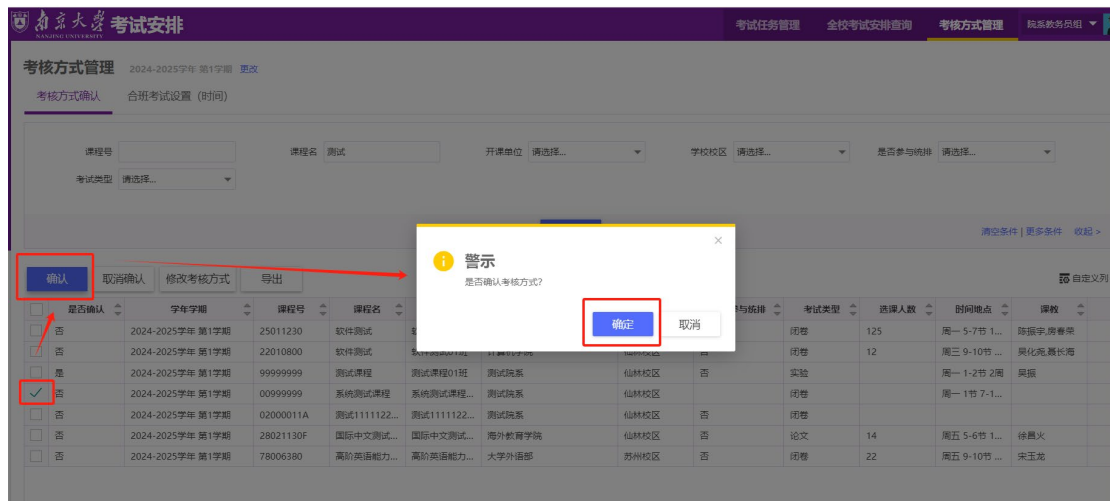 南京大学 考试安排 考试任务管理 全校考试安排查询 考核方式管理 院系教务员组
NANJING UNIVERSITY
考核方式管理 2024-2025学年 第1学期 更改
考核方式确认 合班考试设置（时间）
课程号 课程名 测试 开课单位 请选择... 学校校区 请选择... 是否参与统排 请选择...
考试类型 请选择...
清空条件 | 更多条件 收起 >
警示
是否确认考核方式?
确定 取消
确认 取消确认 修改考核方式 导出 自定义列
是否确认 学年学期 课程号 课程名 与统排 考试类型 选课人数 时间地点 课教
否 2024-2025学年 第1学期 25011230 软件测试 闭卷 125 周一 5-7节 1... 陈振宇,房春荣
否 2024-2025学年 第1学期 22010800 软件测试 软件测试01班 计算机学院 仙林校区 否 闭卷 12 周三 9-10节 ... 吴化尧,聂长海
是 2024-2025学年 第1学期 99999999 测试课程 测试课程01班 测试院系 仙林校区 否 实验 周一 1-2节 2周 吴振
否 2024-2025学年 第1学期 00999999 系统测试课程 系统测试课程... 测试院系 仙林校区 闭卷 周一 1节 7-1...
否 2024-2025学年 第1学期 02000011A 测试1111122... 测试1111122... 测试院系 仙林校区 否 闭卷
否 2024-2025学年 第1学期 28021130F 国际中文测试... 国际中文测试... 海外教育学院 仙林校区 否 论文 14 周五 5-6节 1... 徐昌火
否 2024-2025学年 第1学期 78006380 高阶英语能力... 高阶英语能力... 大学外语部 苏州校区 否 闭卷 22 周五 9-10节 ... 宋玉龙